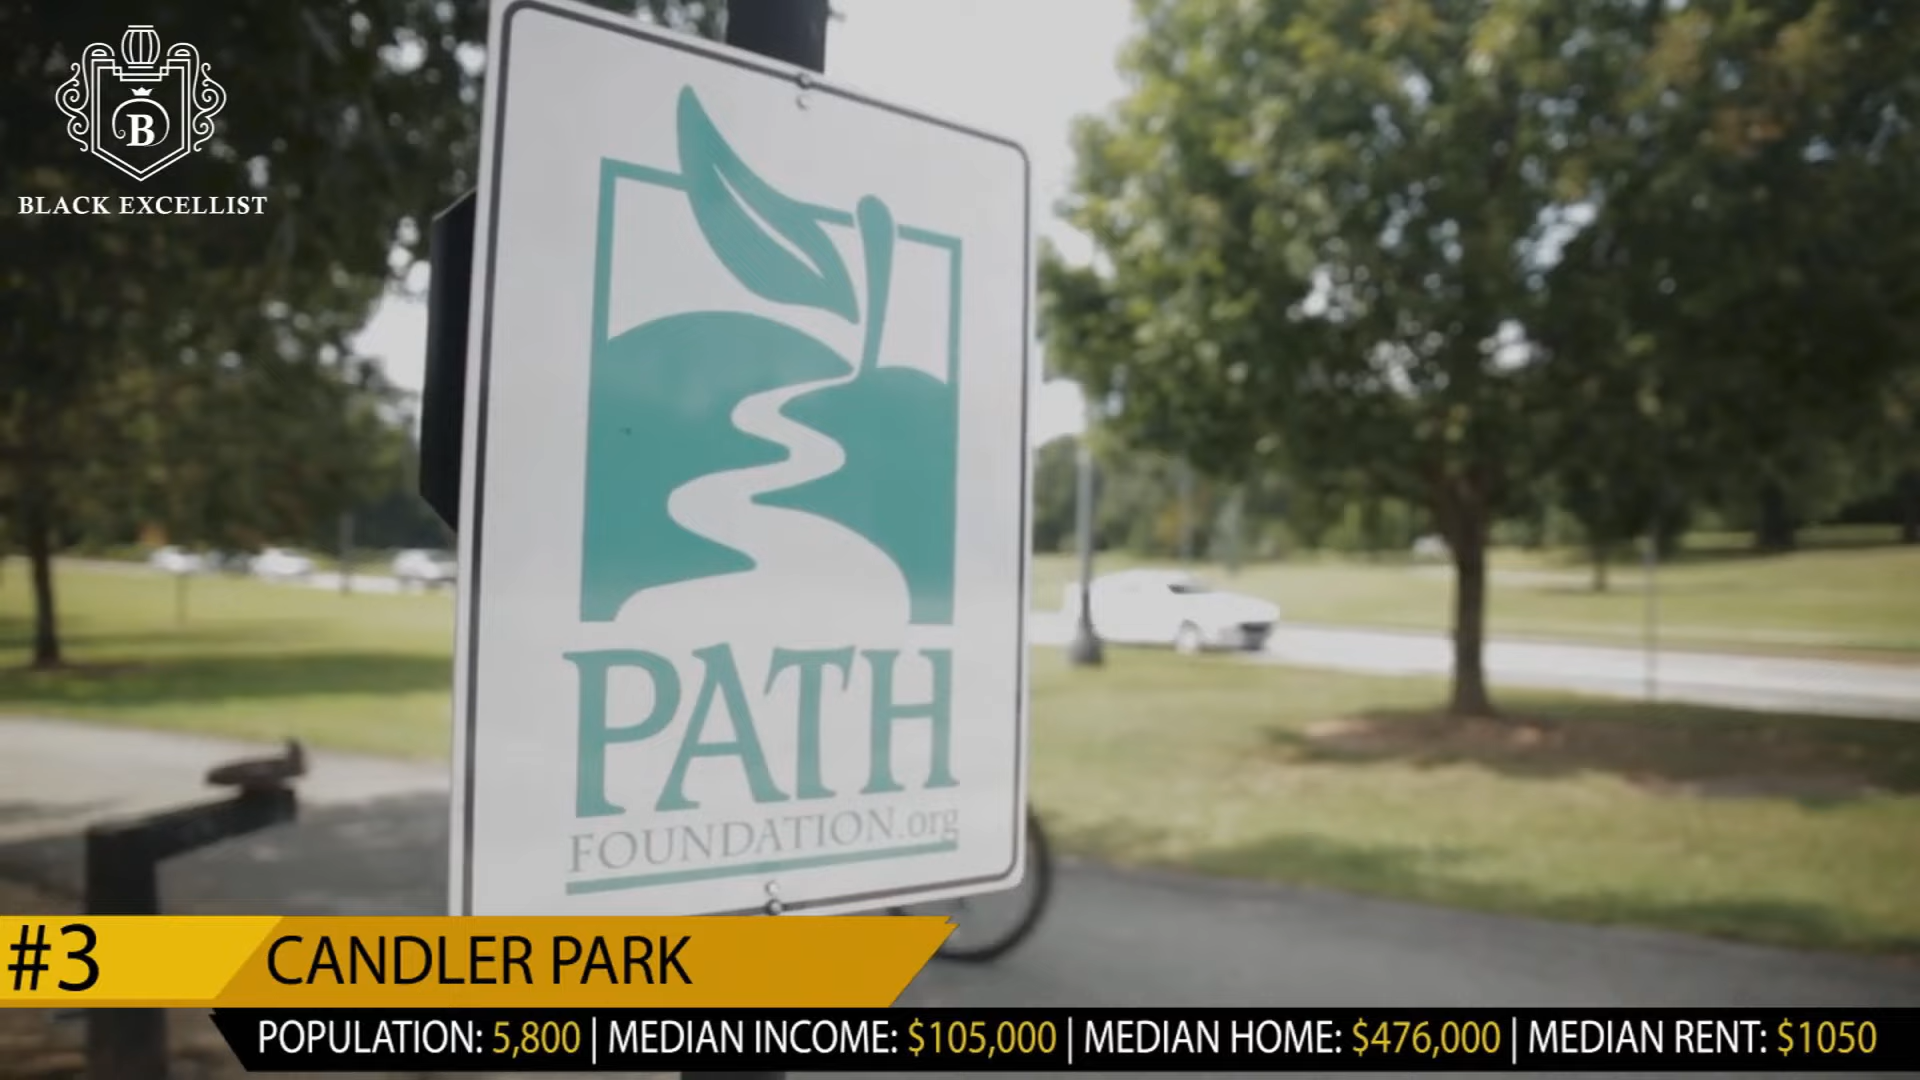 B
BLACK EXCELLIST
PATH
FOUNDATION.org
#3 CANDLER PARK
POPULATION: 5,800 | MEDIAN INCOME: $105,000 | MEDIAN HOME: $476,000 | MEDIAN RENT: $1050